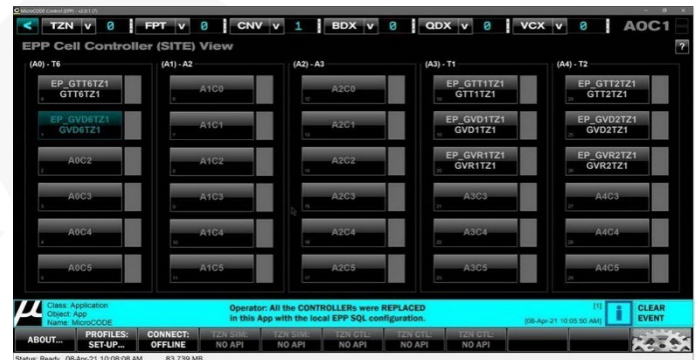 MicroCODE Control (EPP) - v2.0.1 (*)
TZN V 0 FPT V 0 CNV V 1 BDX V 0 QDX V 0 VCX V 0 A0C1
EPP Cell Controller (SITE) View ?
(A0) - T6 (A1) - A2 (A2) - A3 (A3) - T1 (A4) - T2
EP_GTT6TZ1
GTT6TZ1
A1C0 A2C0
EP_GTT1TZ1
GTT1TZ1
EP_GTT2TZ1
GTT2TZ1
EP_GVD6TZ1
GVD6TZ1
A1C1 A2C1
EP_GVD1TZ1
GVD1TZ1
EP_GVD2TZ1
GVD2TZ1
A0C2 A1C2 A2C2
EP_GVR1TZ1
GVR1TZ1
EP_GVR2TZ1
GVR2TZ1
A0C3 A1C3 A2C3 A3C3 A4C3
A0C4 A1C4 A2C4 A3C4 A4C4
A0C5 A1C5 A2C5 A3C5 A4C5
Class: Application
Object: App
Name: MicroCODE
Operator: All the CONTROLLERs were REPLACED
in this App with the local EPP SQL configuration.
[1]
[08-Apr-21 10:05:50 AM]
i
CLEAR
EVENT
ABOUT...
PROFILES:
SET-UP...
CONNECT:
OFFLINE
TZN SIM:
NO API
TZN SIM:
NO API
TZN CTL:
NO API
TZN CTL:
NO API
TZN CTL:
NO API
Status: Ready 08-Apr-21 10:08:08 AM 83.739 MB